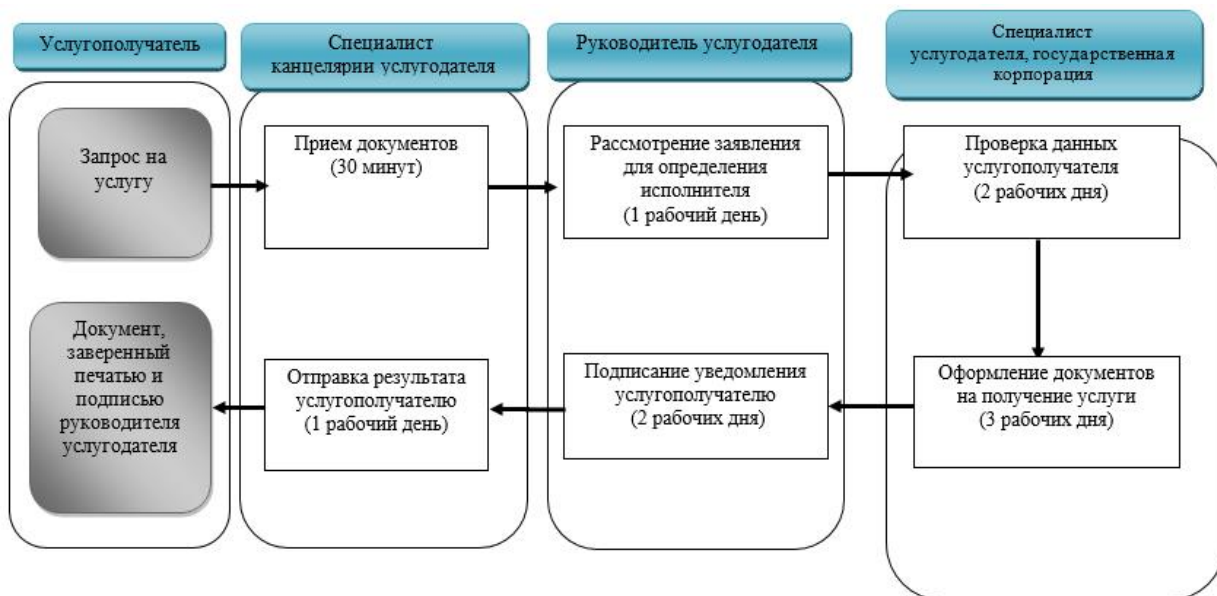 Услугополучатель
Специалист
канцелярии услугодателя
Руководитель услугодателя
Специалист
услугодателя, государственная
корпорация
Запрос на
услугу
Прием документов
(30 минут)
Рассмотрение заявления
для определения
исполнителя
(1 рабочий день)
Проверка данных
услугополучателя
(2 рабочих дня)
Документ,
заверенный
печатью и
подписью
руководителя
услугодателя
Отправка результата
услугополучателю
(1 рабочий день)
Подписание уведомления
услугополучателю
(2 рабочих дня)
Оформление документов
на получение услуги
(3 рабочих дня)